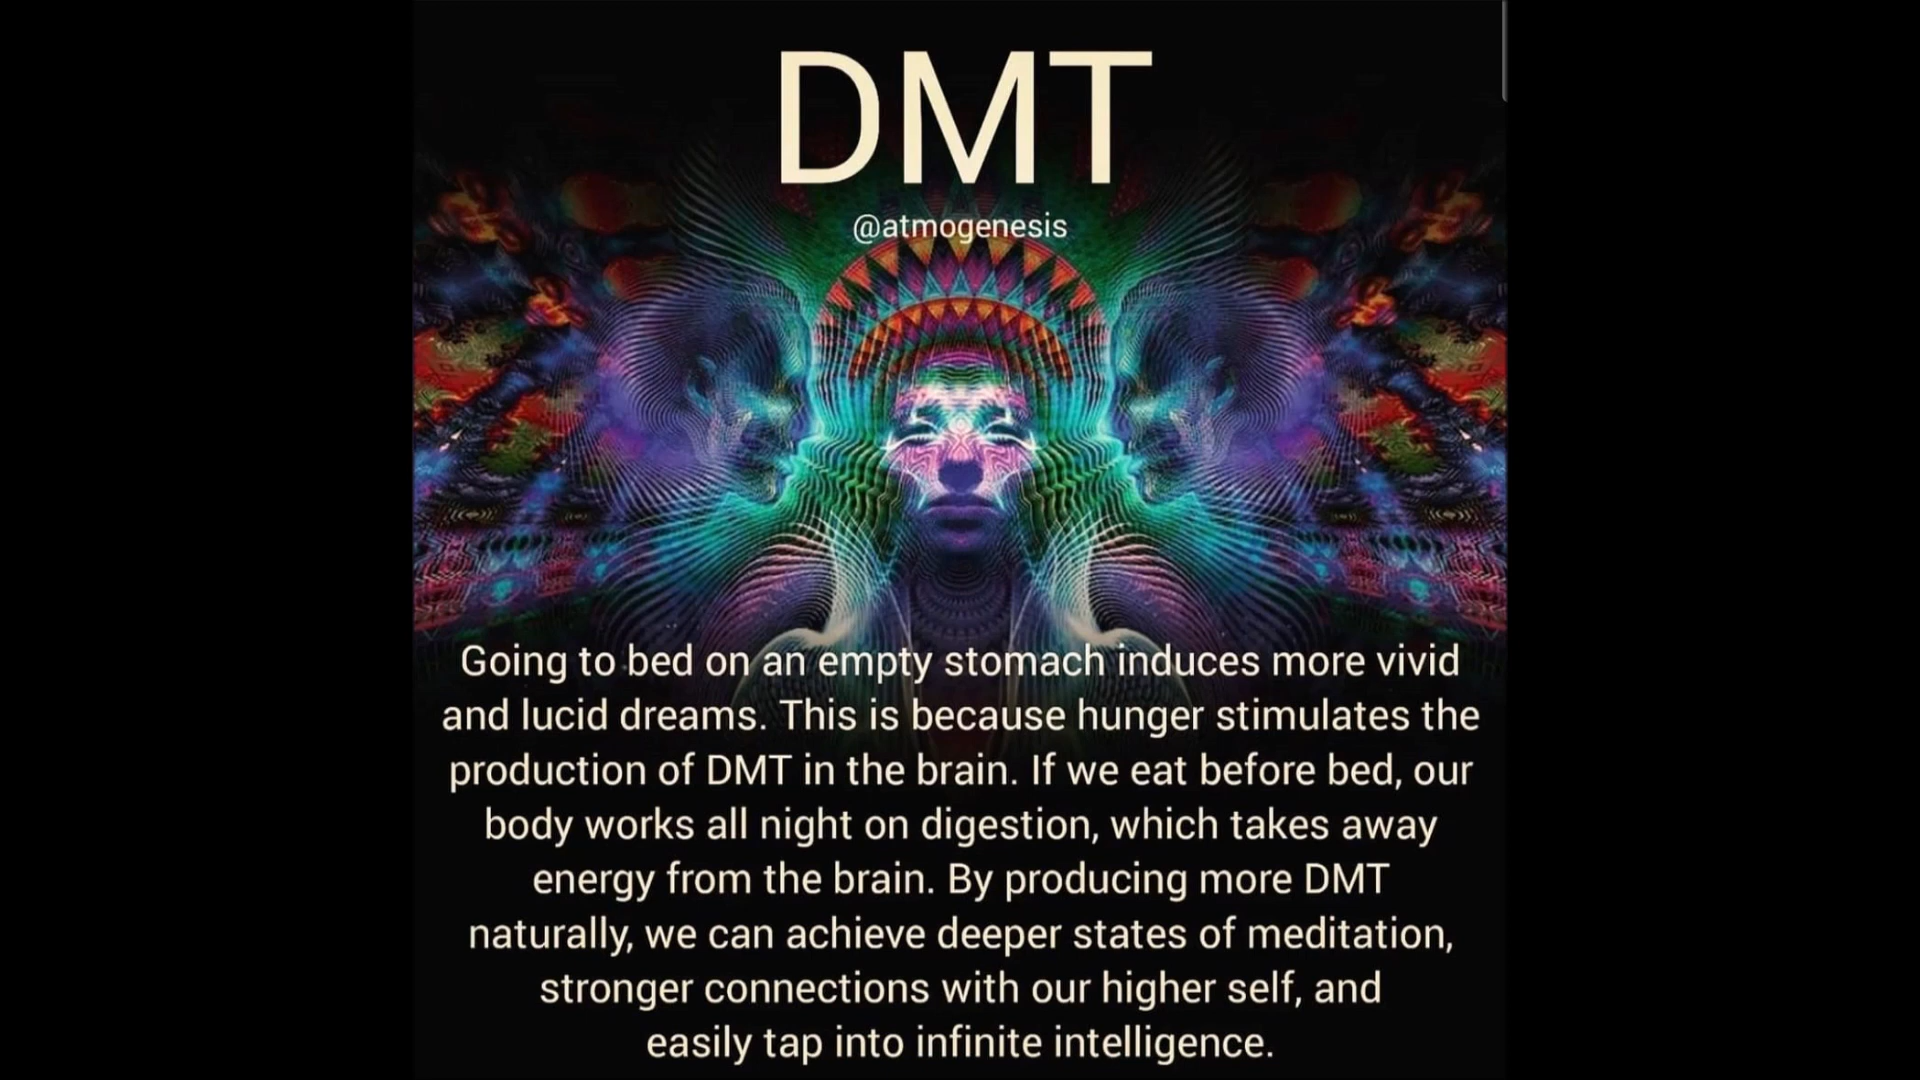 DMT
@atmogenesis
Going to bed on an empty stomach induces more vivid
and lucid dreams. This is because hunger stimulates the
production of DMT in the brain. If we eat before bed, our
body works all night on digestion, which takes away
energy from the brain. By producing more DMT
naturally, we can achieve deeper states of meditation,
stronger connections with our higher self, and
easily tap into infinite intelligence.